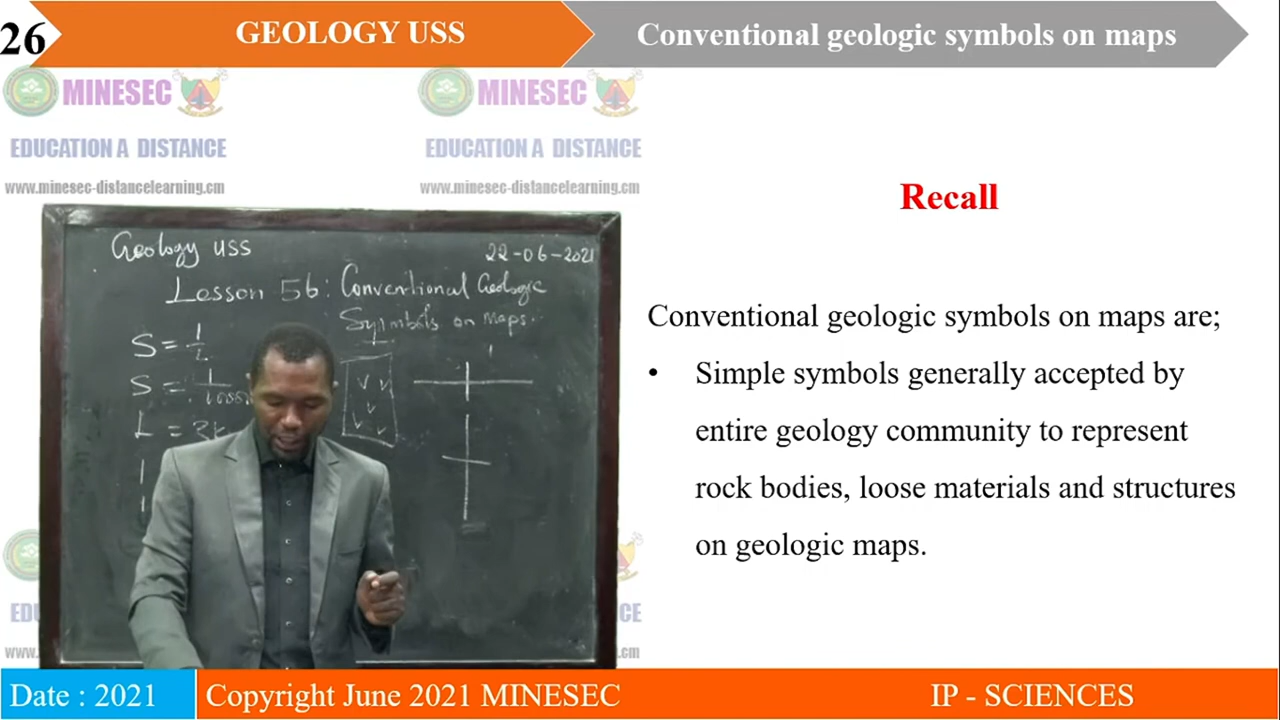 26
GEOLOGY USS
Conventional geologic symbols on maps
MINESEC
MINESEC
EDUCATION A DISTANCE
EDUCATION A DISTANCE
www.minesec-distancelearning.cm
www.minesec-distancelearning.cm
Recall
Geology USS
22-06-2021
Lesson 56: Conventional Geologic
Symbols on maps.
S = 1
S = 1
L = 3
Conventional geologic symbols on maps are;
• Simple symbols generally accepted by
entire geology community to represent
rock bodies, loose materials and structures
on geologic maps.
Date : 2021
Copyright June 2021 MINESEC
IP - SCIENCES